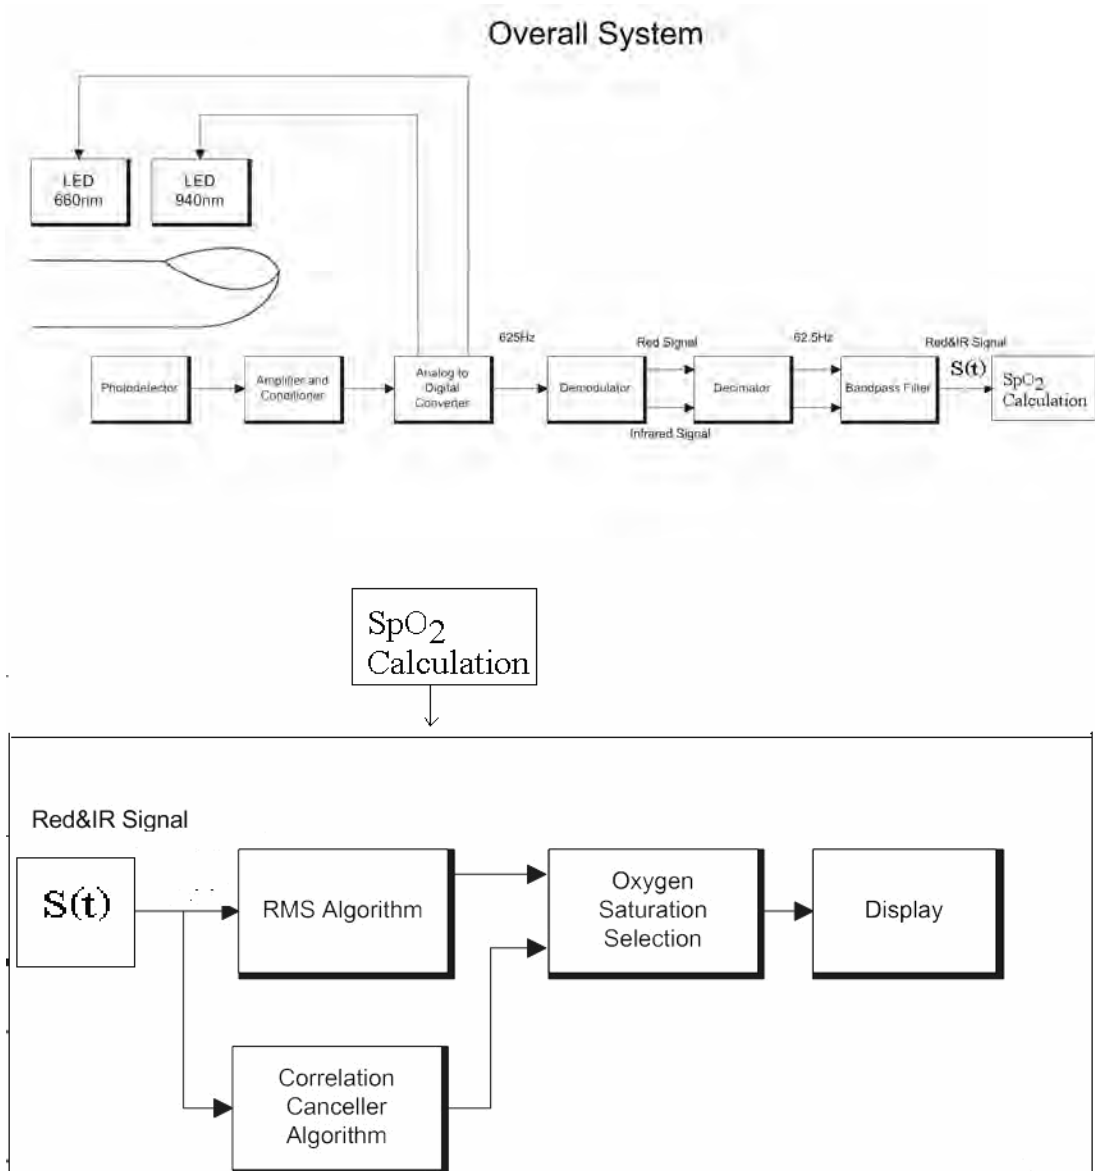 Overall System
LED
660nm
LED
940nm
625Hz
Red Signal
62.5Hz
Red&IR Signal
S(t)
Photodetector
Amplifier and
Conditioner
Analog to
Digital
Converter
Demodulator
Decimator
Bandpass Filter
SpO2
Calculation
Infrared Signal
SpO2
Calculation
Red&IR Signal
S(t)
RMS Algorithm
Oxygen
Saturation
Selection
Display
Correlation
Canceller
Algorithm